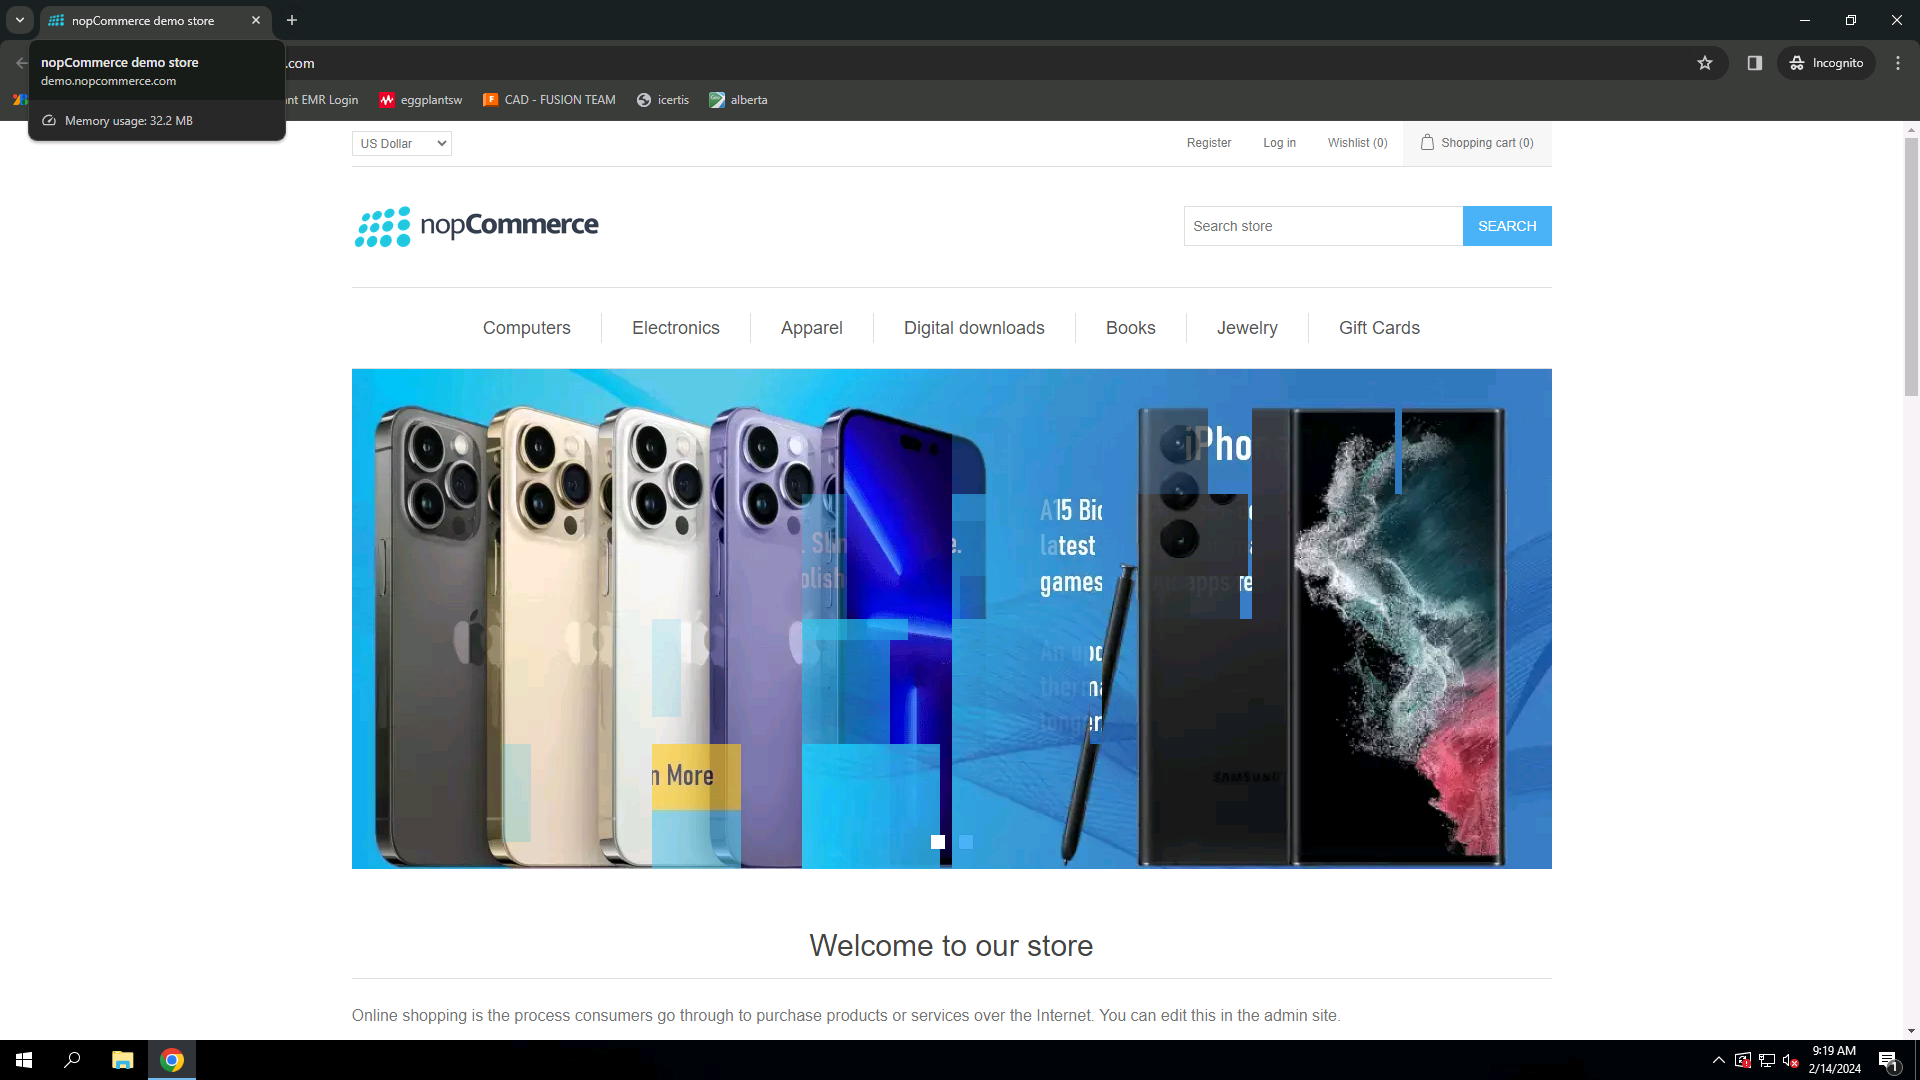 nopCommerce demo store
nopCommerce demo store
demo.nopcommerce.com
Memory usage: 32.2 MB
.com
Incognito
nt EMR Login
eggplantsw
CAD - FUSION TEAM
icertis
alberta
US Dollar
Register
Log in
Wishlist (0)
Shopping cart (0)
nopCommerce
Search store
SEARCH
Computers
Electronics
Apparel
Digital downloads
Books
Jewelry
Gift Cards
iPho
A15 Bio
latest
games apps re
n More
SAMSUNG
Welcome to our store
Online shopping is the process consumers go through to purchase products or services over the Internet. You can edit this in the admin site.
9:19 AM
2/14/2024
1